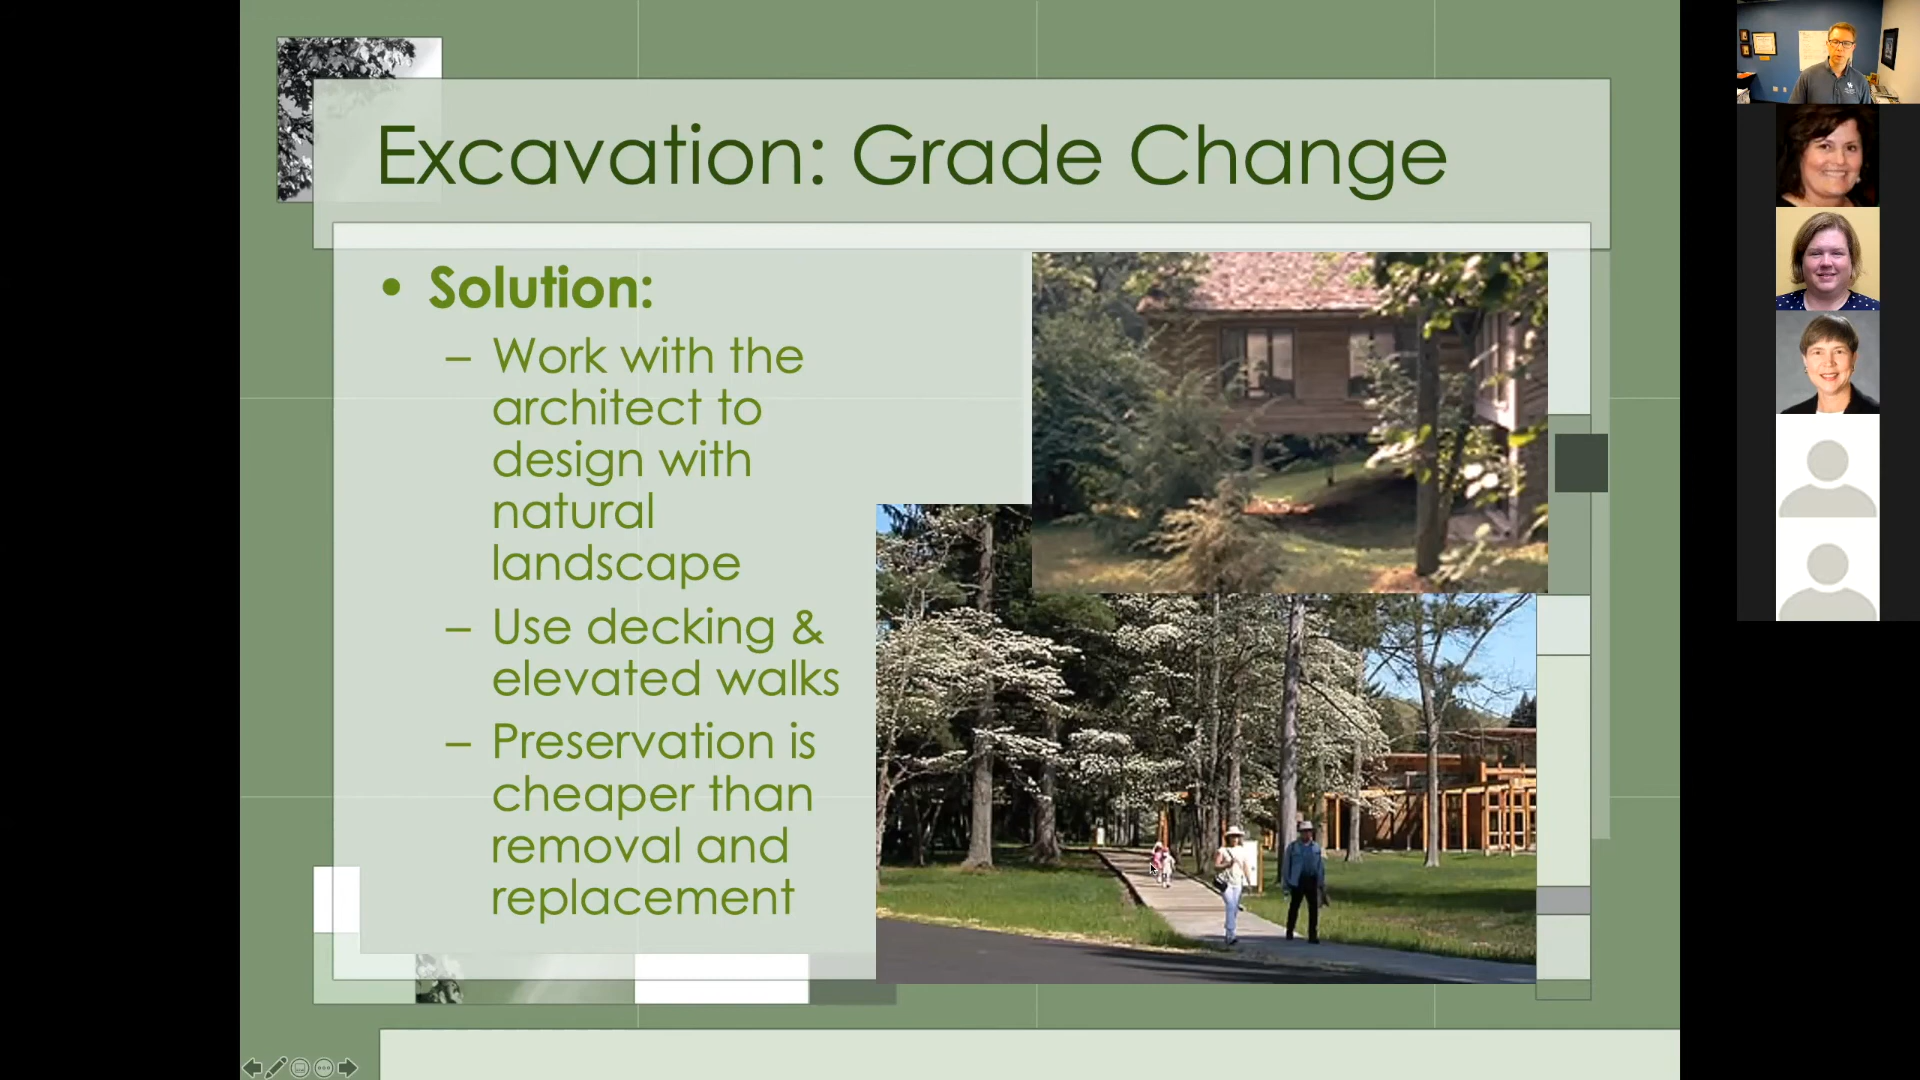 Excavation: Grade Change
• Solution:
– Work with the
architect to
design with
natural
landscape
– Use decking &
elevated walks
– Preservation is
cheaper than
removal and
replacement